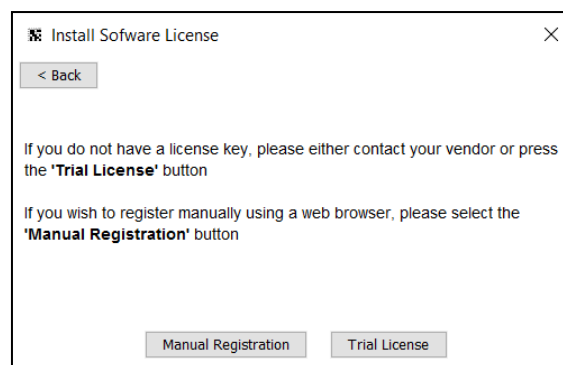 Install Sofware License
< Back
If you do not have a license key, please either contact your vendor or press
the 'Trial License' button
If you wish to register manually using a web browser, please select the
'Manual Registration' button
Manual Registration Trial License